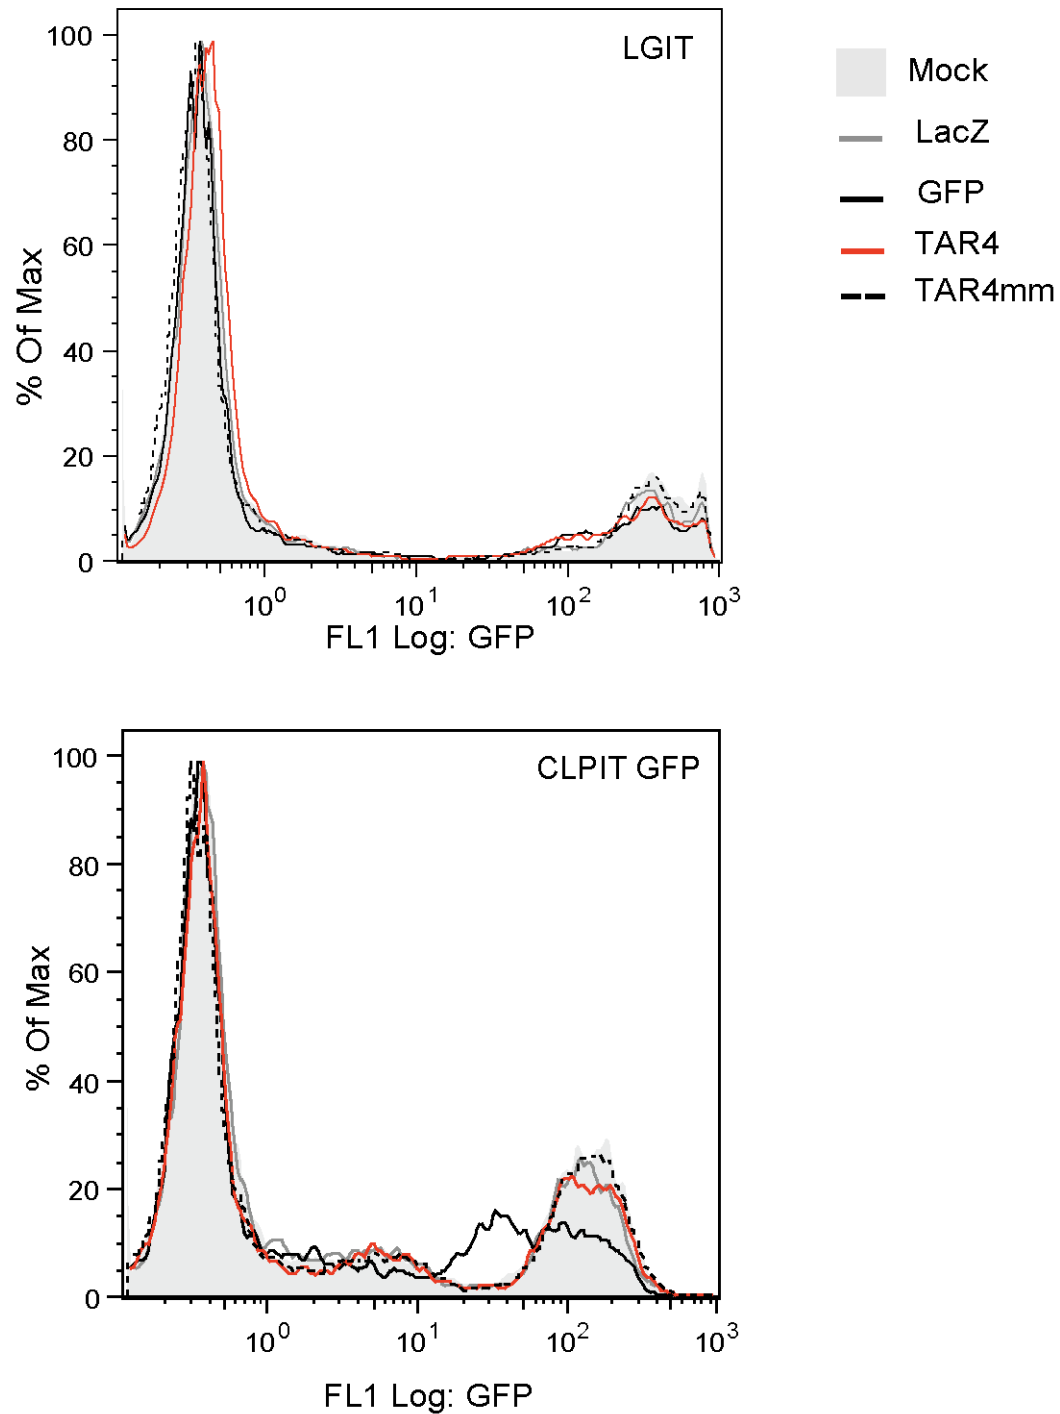 LGIT
% Of Max
100
80
60
40
20
0
10^0 10^1 10^2 10^3
FL1 Log: GFP
Mock
LacZ
GFP
TAR4
TAR4mm
CLPIT GFP
% Of Max
100
80
60
40
20
0
10^0 10^1 10^2 10^3
FL1 Log: GFP